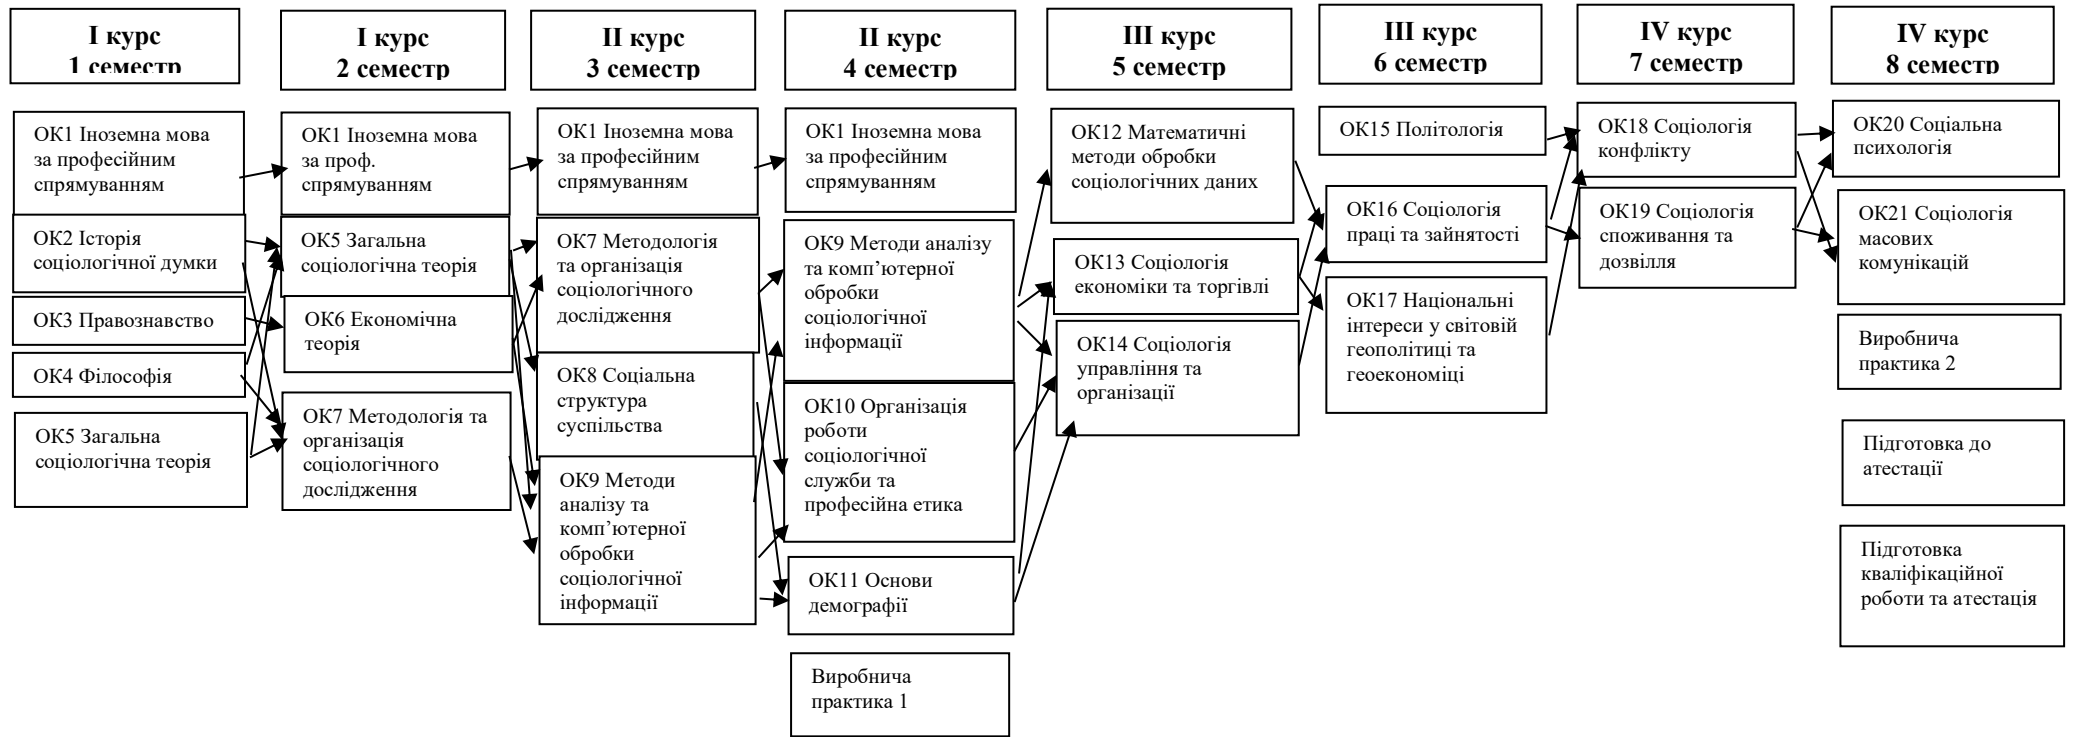 І курс
1 семестр
І курс
2 семестр
ІІ курс
3 семестр
ІІ курс
4 семестр
ІІІ курс
5 семестр
ІІІ курс
6 семестр
IV курс
7 семестр
IV курс
8 семестр
ОК1 Іноземна мова
за професійним
спрямуванням
ОК2 Історія
соціологічної думки
ОК3 Правознавство
ОК4 Філософія
ОК5 Загальна
соціологічна теорія
ОК1 Іноземна мова
за проф.
спрямуванням
ОК5 Загальна
соціологічна теорія
ОК6 Економічна
теорія
ОК7 Методологія та
організація
соціологічного
дослідження
ОК1 Іноземна мова
за професійним
спрямуванням
ОК7 Методологія
та організація
соціологічного
дослідження
ОК8 Соціальна
структура
суспільства
ОК9 Методи
аналізу та
комп’ютерної
обробки
соціологічної
інформації
ОК1 Іноземна мова
за професійним
спрямуванням
ОК9 Методи аналізу
та комп’ютерної
обробки
соціологічної
інформації
ОК10 Організація
роботи
соціологічної
служби та
професійна етика
ОК11 Основи
демографії
Виробнича
практика 1
ОК12 Математичні
методи обробки
соціологічних даних
ОК13 Соціологія
економіки та торгівлі
ОК14 Соціологія
управління та
організації
ОК15 Політологія
ОК16 Соціологія
праці та зайнятості
ОК17 Національні
інтереси у світовій
геополітиці та
геоекономіці
ОК18 Соціологія
конфлікту
ОК19 Соціологія
споживання та
дозвілля
ОК20 Соціальна
психологія
ОК21 Соціологія
масових
комунікацій
Виробнича
практика 2
Підготовка до
атестації
Підготовка
кваліфікаційної
роботи та атестація